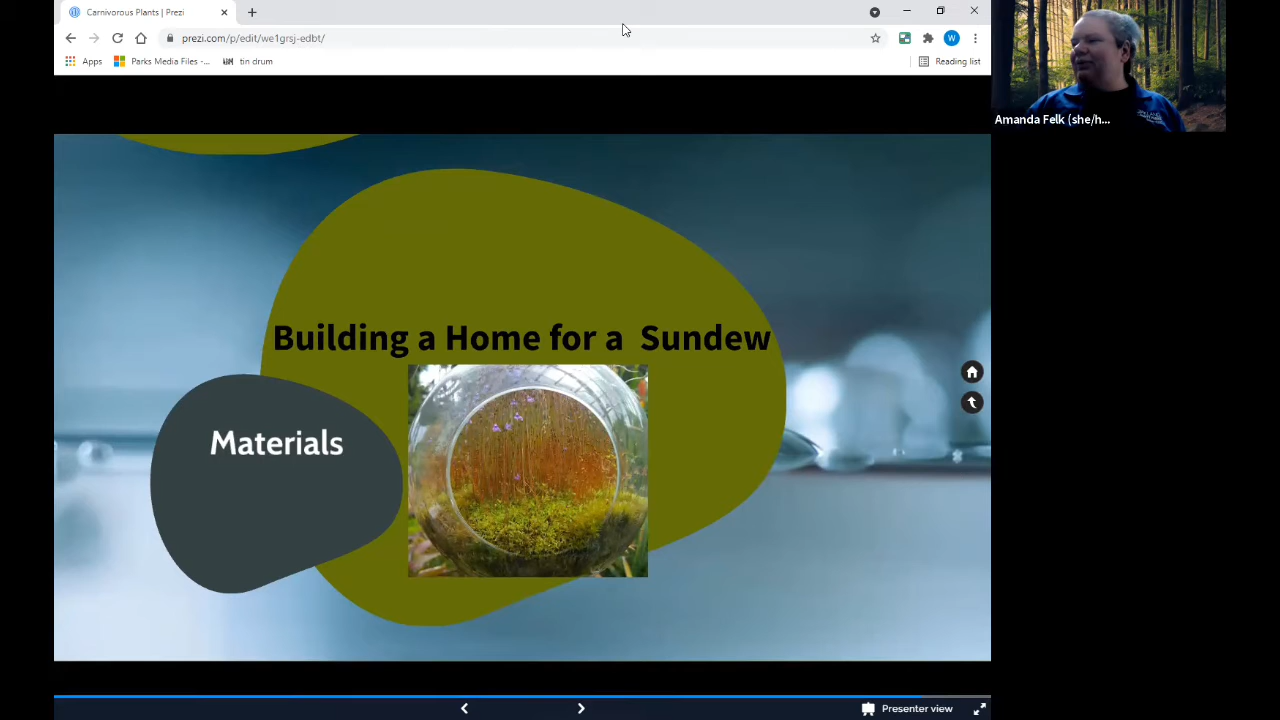 Carnivorous Plants | Prezi
prezi.com/p/edit/we1grsj-edbt/
W
Apps
Parks Media Files -...
tin drum
Reading list
Amanda Felk (she/h...
Building a Home for a Sundew
Materials
Presenter view